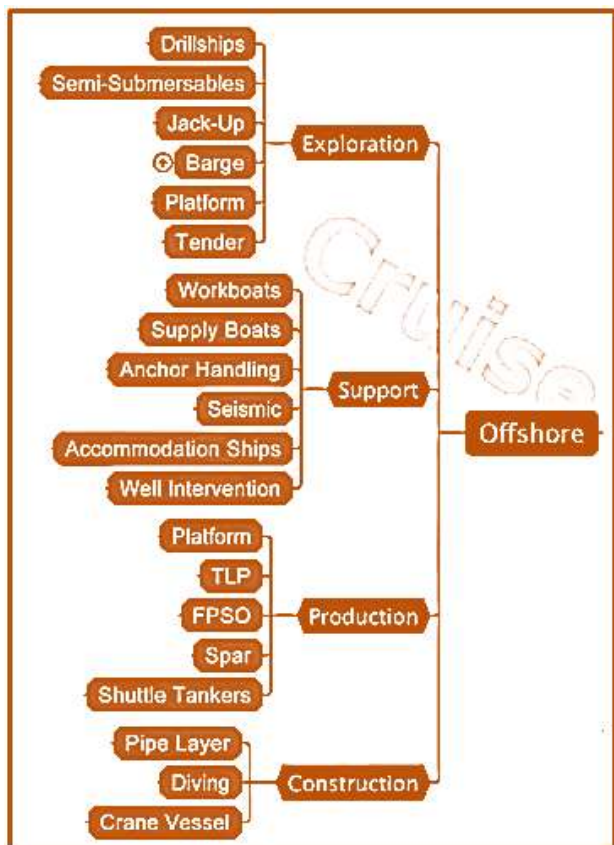 Drillships
Semi-Submersables
Jack-Up
Barge
Platform
Tender
Exploration
Cruise
Workboats
Supply Boats
Anchor Handling
Seismic
Accommodation Ships
Well Intervention
Support
Offshore
Platform
TLP
FPSO
Spar
Shuttle Tankers
Production
Pipe Layer
Diving
Crane Vessel
Construction